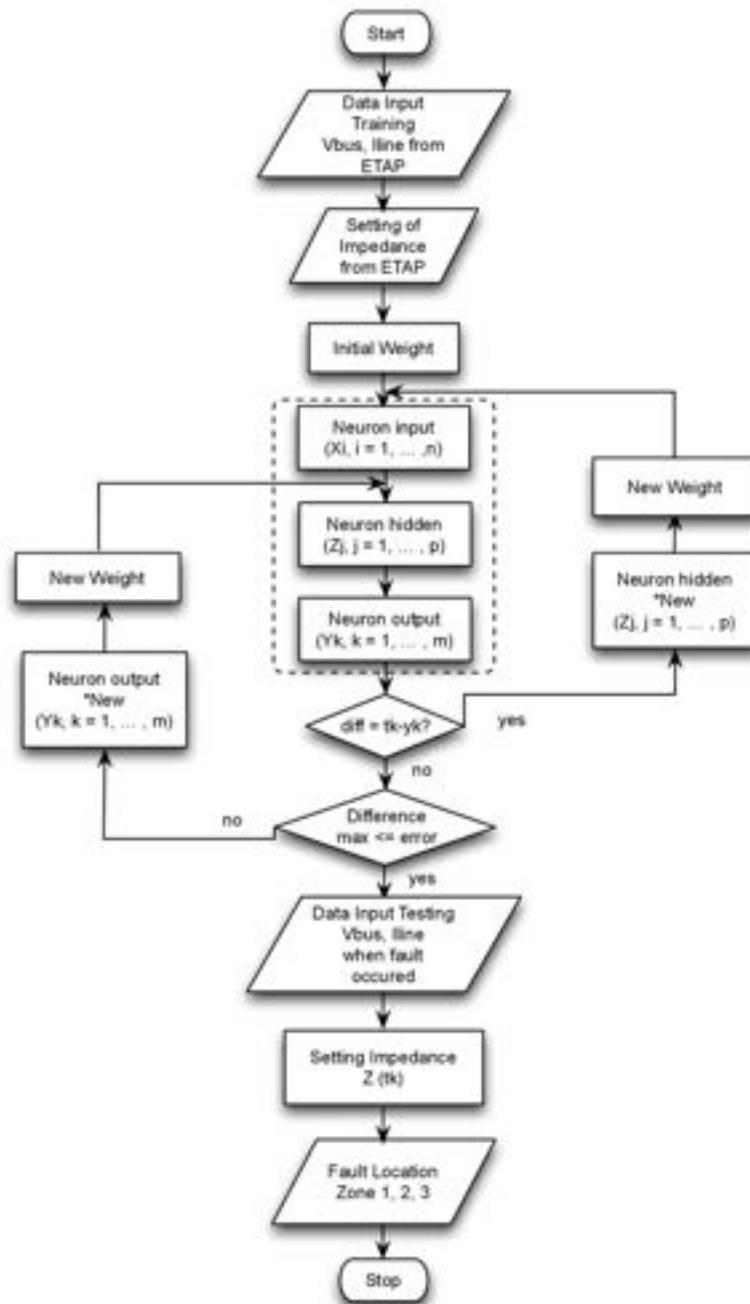 Start
Data Input
Training
Vbus, Iline from
ETAP
Setting of
Impedance
from ETAP
Initial Weight
Neuron input
(Xi, i = 1, ... ,n)
New Weight
Neuron hidden
(Zj, j = 1, ... , p)
New Weight
Neuron hidden
*New
(Zj, j = 1, ... , p)
Neuron output
(Yk, k = 1, ... , m)
Neuron output
*New
(Yk, k = 1, ... , m)
diff = tk-yk?
yes
no
Difference
max <= error
no
yes
Data Input Testing
Vbus, Iline
when fault
occured
Setting Impedance
Z (tk)
Fault Location
Zone 1, 2, 3
Stop